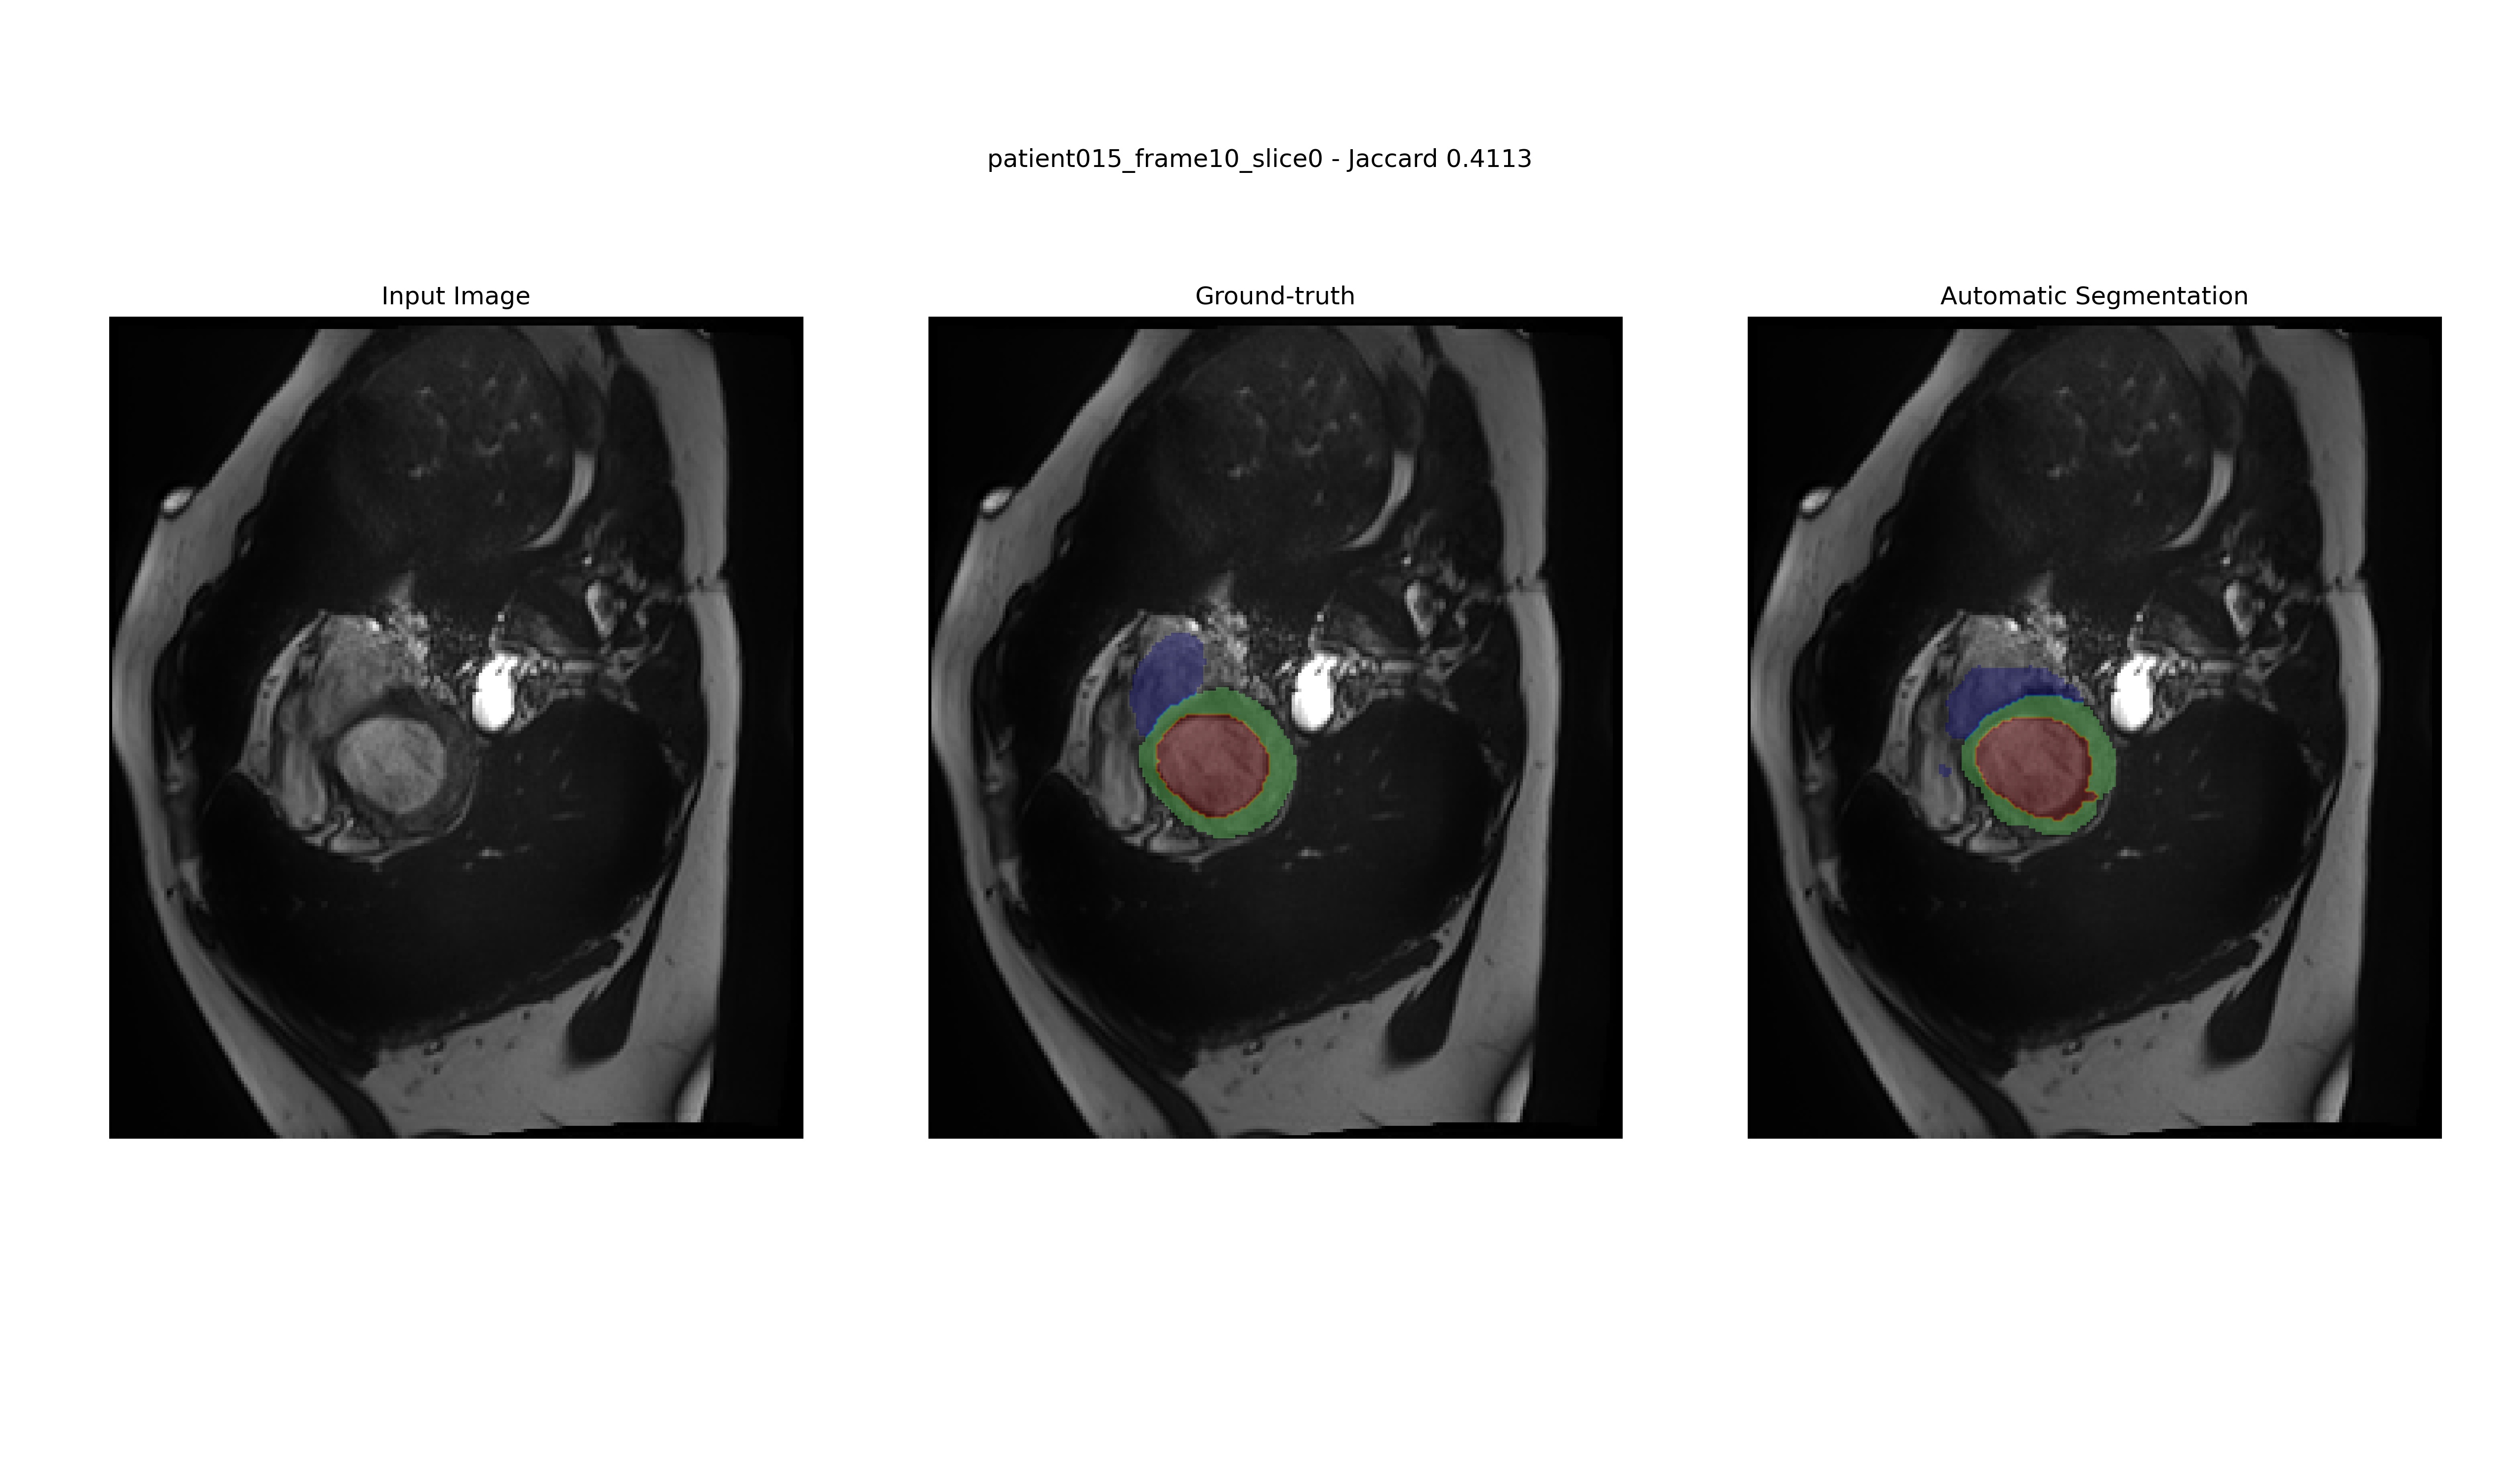 patient015_frame10_slice0 - Jaccard 0.4113
Input Image
Ground-truth
Automatic Segmentation